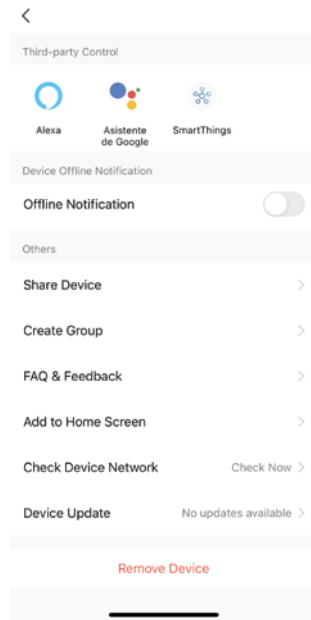 Third-party Control
Alexa
Asistente
de Google
SmartThings
Device Offline Notification
Offline Notification
Others
Share Device
Create Group
FAQ & Feedback
Add to Home Screen
Check Device Network Check Now
Device Update No updates available
Remove Device